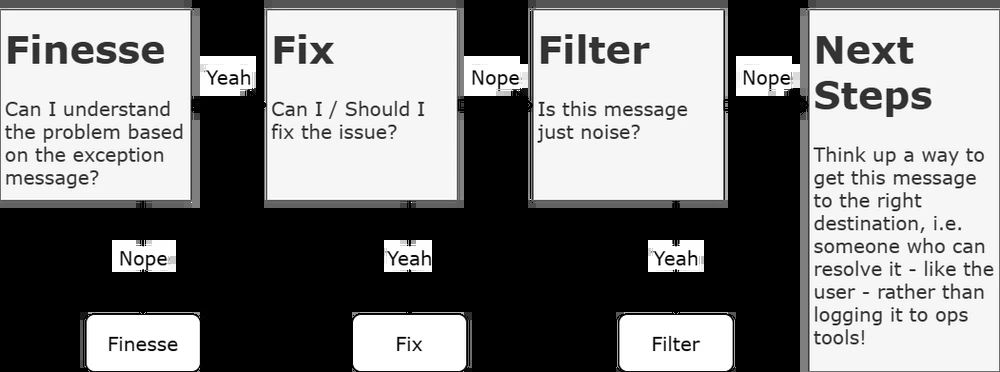 Finesse
Can I understand
the problem based
on the exception
message?
Yeah
Fix
Can I / Should I
fix the issue?
Nope
Filter
Is this message
just noise?
Nope
Next
Steps
Think up a way to
get this message
to the right
destination, i.e.
someone who can
resolve it - like the
user - rather than
logging it to ops
tools!
Nope
Yeah
Yeah
Finesse
Fix
Filter